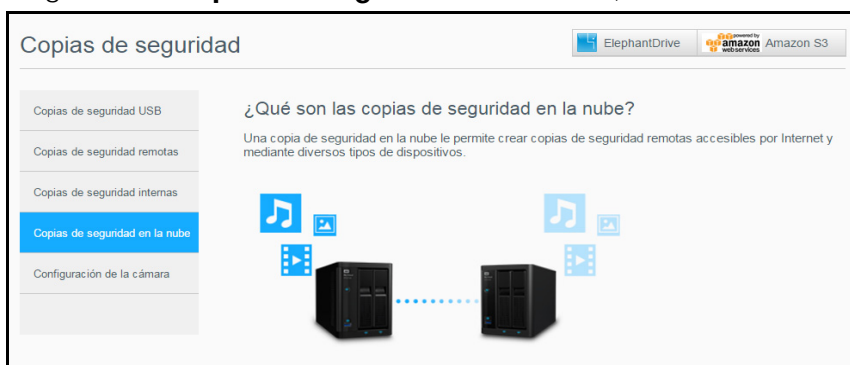 Copias de seguridad
ElephantDrive
powered by
amazon
webservices
Amazon S3
Copias de seguridad USB
Copias de seguridad remotas
Copias de seguridad internas
Copias de seguridad en la nube
Configuración de la cámara
¿Qué son las copias de seguridad en la nube?
Una copia de seguridad en la nube le permite crear copias de seguridad remotas accesibles por Internet y
mediante diversos tipos de dispositivos.